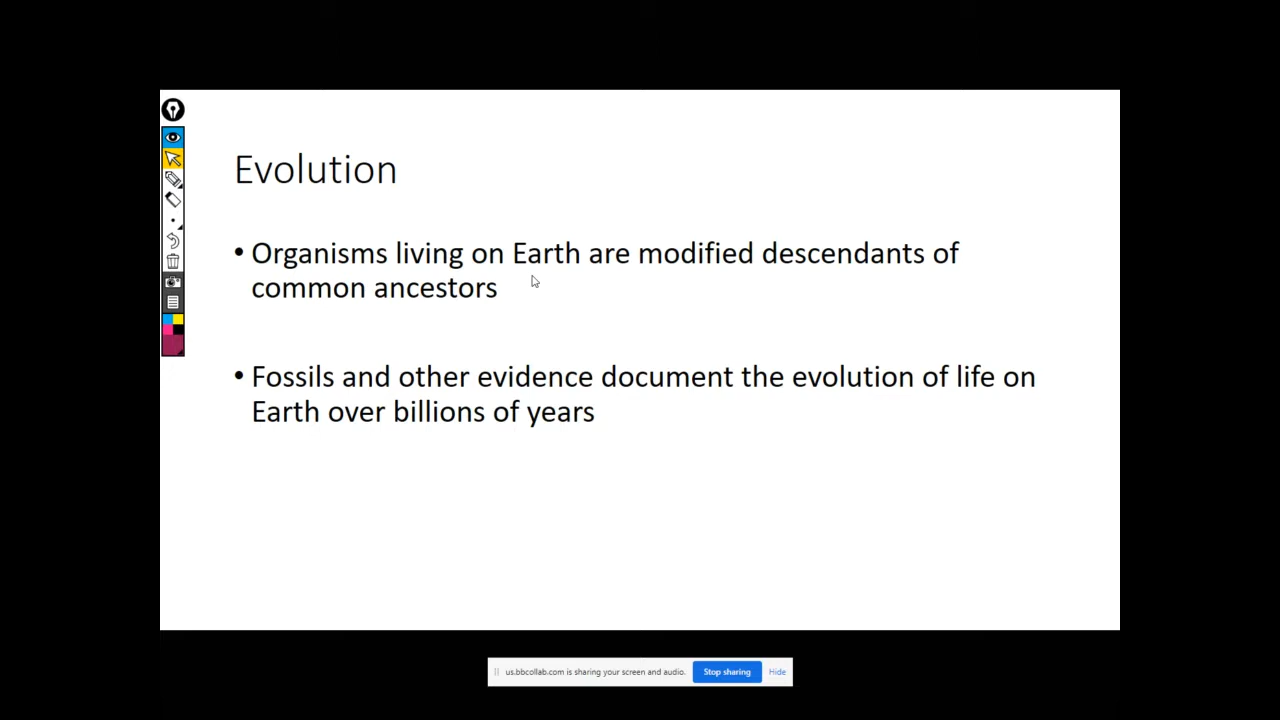 Evolution
• Organisms living on Earth are modified descendants of
common ancestors
• Fossils and other evidence document the evolution of life on
Earth over billions of years
us.bbcollab.com is sharing your screen and audio. Stop sharing Hide